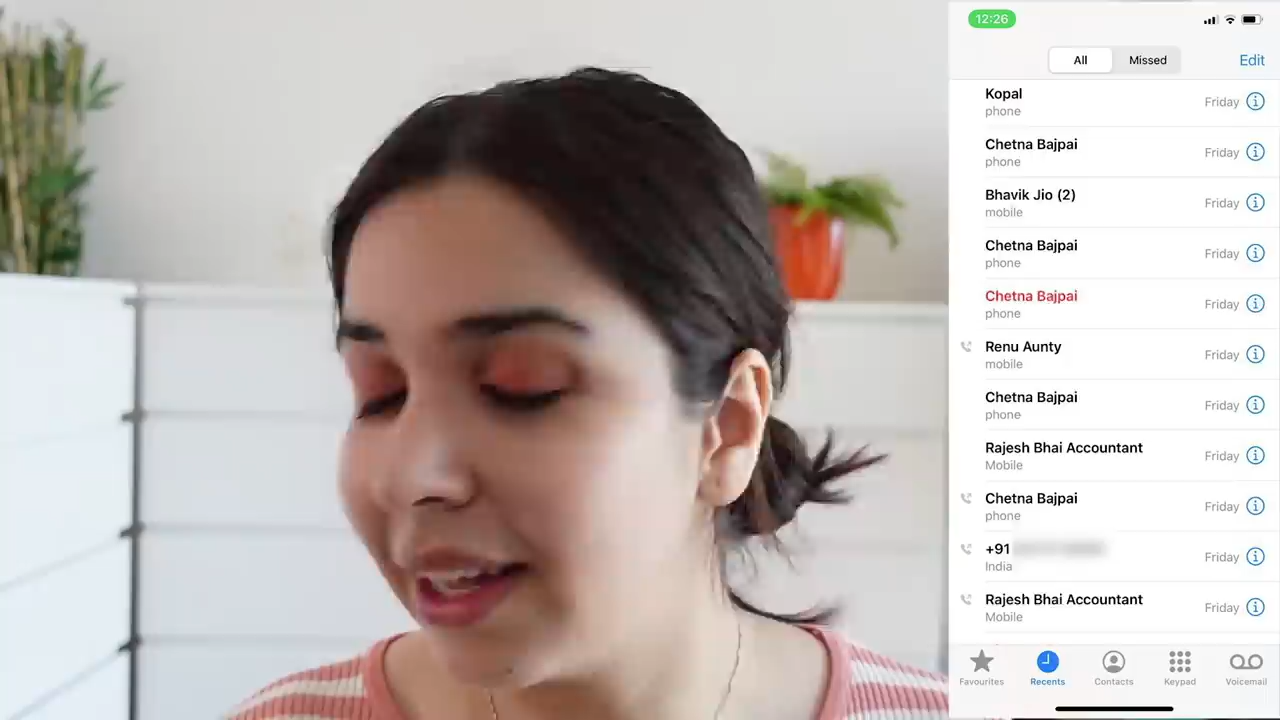 12:26
All
Missed
Edit
Kopal
phone
Friday
Chetna Bajpai
phone
Friday
Bhavik Jio (2)
mobile
Friday
Chetna Bajpai
phone
Friday
Chetna Bajpai
phone
Friday
Renu Aunty
mobile
Friday
Chetna Bajpai
phone
Friday
Rajesh Bhai Accountant
Mobile
Friday
Chetna Bajpai
phone
Friday
+91
India
Friday
Rajesh Bhai Accountant
Mobile
Friday
Favourites
Recents
Contacts
Keypad
Voicemail